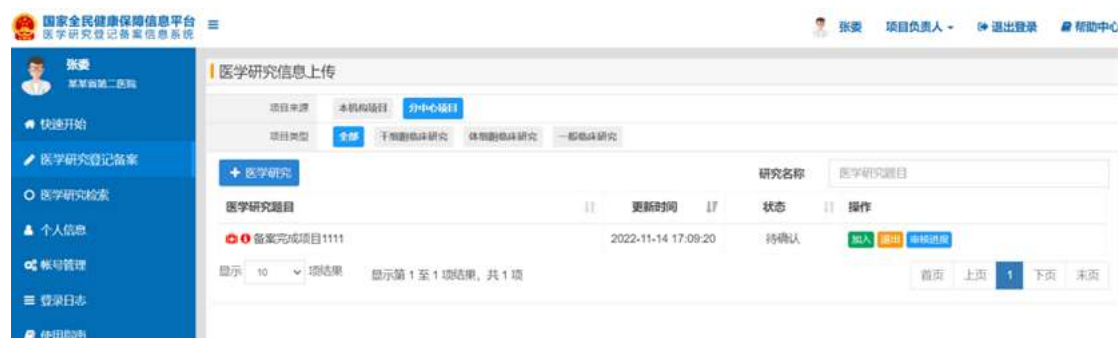 国家全民健康保障信息平台
医学研究登记备案信息系统
张委 项目负责人 退出登录 帮助中心
张委
某某省第二医院
快速开始
医学研究登记备案
医学研究检索
个人信息
帐号管理
登录日志
使用指南
医学研究信息上传
项目来源 本机构项目 分中心项目
项目类型 全部 干细胞临床研究 体细胞临床研究 一般临床研究
+ 医学研究 研究名称 医学研究题目
医学研究题目 更新时间 状态 操作
备案完成项目1111 2022-11-14 17:09:20 待确认 加入 退出 审核进度
显示 10 项结果 显示第 1 至 1 项结果，共 1 项 首页 上页 1 下页 末页